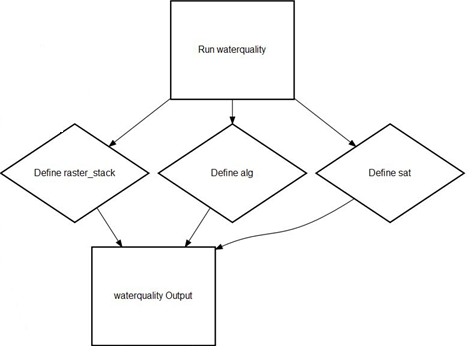 Run waterquality
Define raster_stack
Define alg
Define sat
waterquality Output